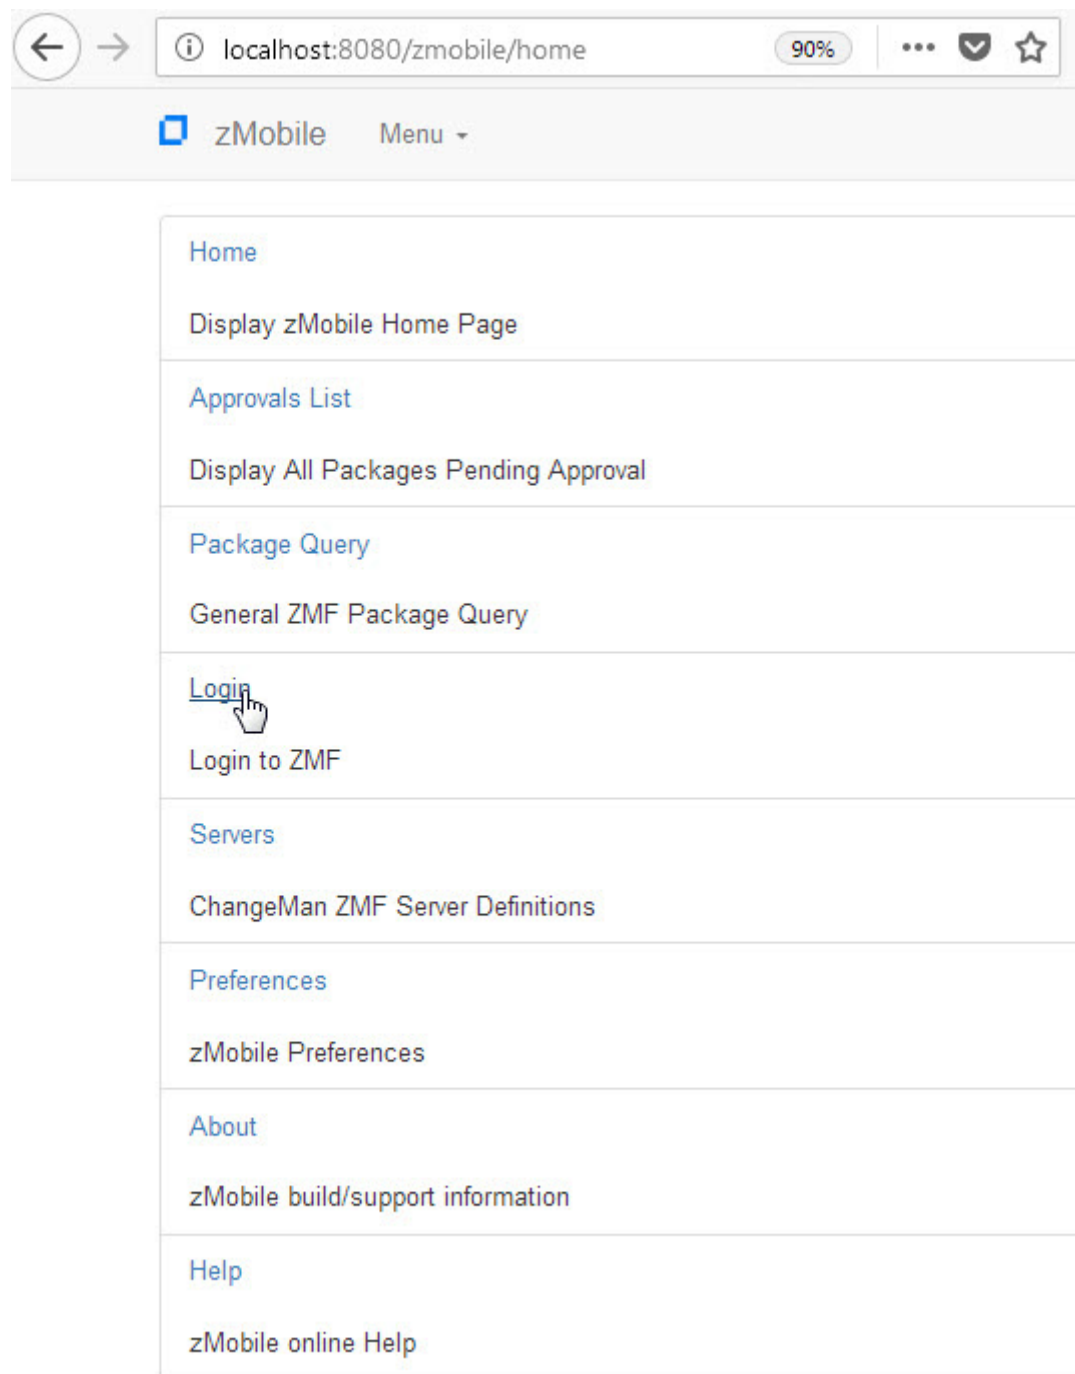 localhost:8080/zmobile/home 90%
zMobile Menu
Home
Display zMobile Home Page
Approvals List
Display All Packages Pending Approval
Package Query
General ZMF Package Query
Login
Login to ZMF
Servers
ChangeMan ZMF Server Definitions
Preferences
zMobile Preferences
About
zMobile build/support information
Help
zMobile online Help